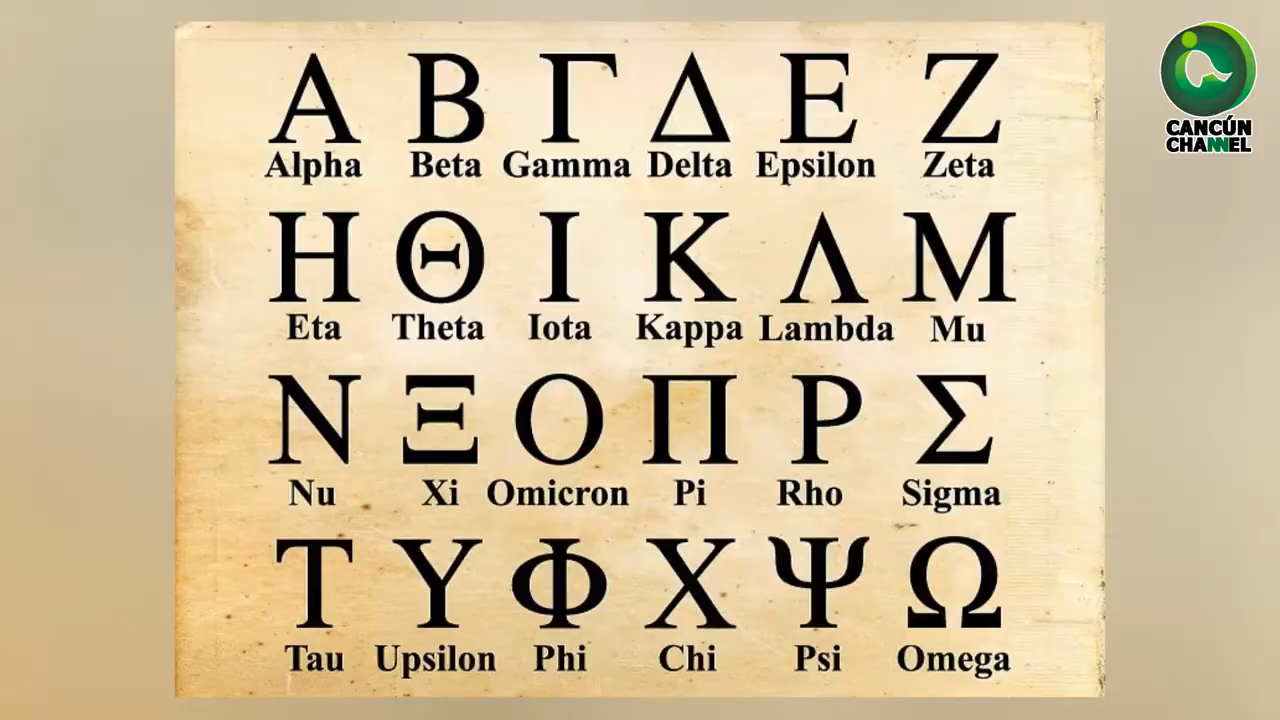 Α Β Γ Δ Ε Ζ
Alpha Beta Gamma Delta Epsilon Zeta
Η Θ Ι Κ Λ Μ
Eta Theta Iota Kappa Lambda Mu
Ν Ξ Ο Π Ρ Σ
Nu Xi Omicron Pi Rho Sigma
Τ Υ Φ Χ Ψ Ω
Tau Upsilon Phi Chi Psi Omega
CANCÚN
CHANNEL